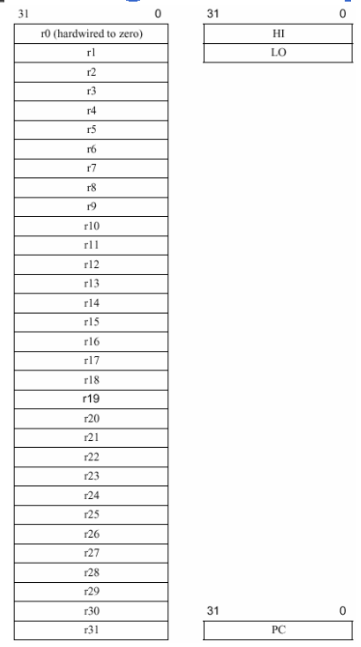 31 0
r0 (hardwired to zero)
r1
r2
r3
r4
r5
r6
r7
r8
r9
r10
r11
r12
r13
r14
r15
r16
r17
r18
r19
r20
r21
r22
r23
r24
r25
r26
r27
r28
r29
r30
r31
31 0
HI
LO
31 0
PC